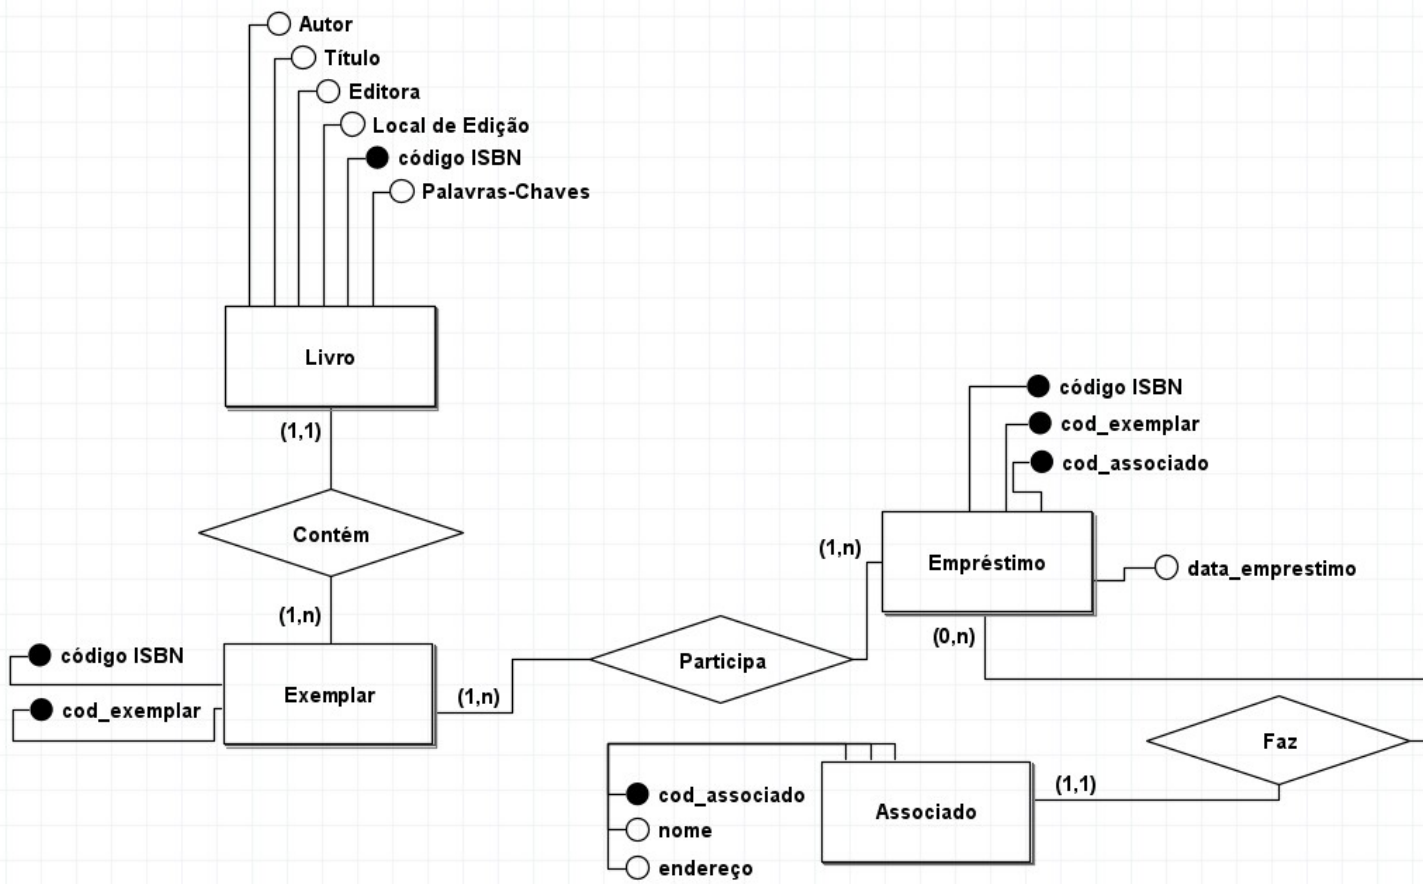 Autor
Título
Editora
Local de Edição
código ISBN
Palavras-Chaves
Livro
(1,1)
Contém
(1,n)
código ISBN
cod_exemplar
Exemplar
(1,n)
Participa
(1,n)
código ISBN
cod_exemplar
cod_associado
Empréstimo
data_emprestimo
(0,n)
Faz
(1,1)
cod_associado
nome
endereço
Associado